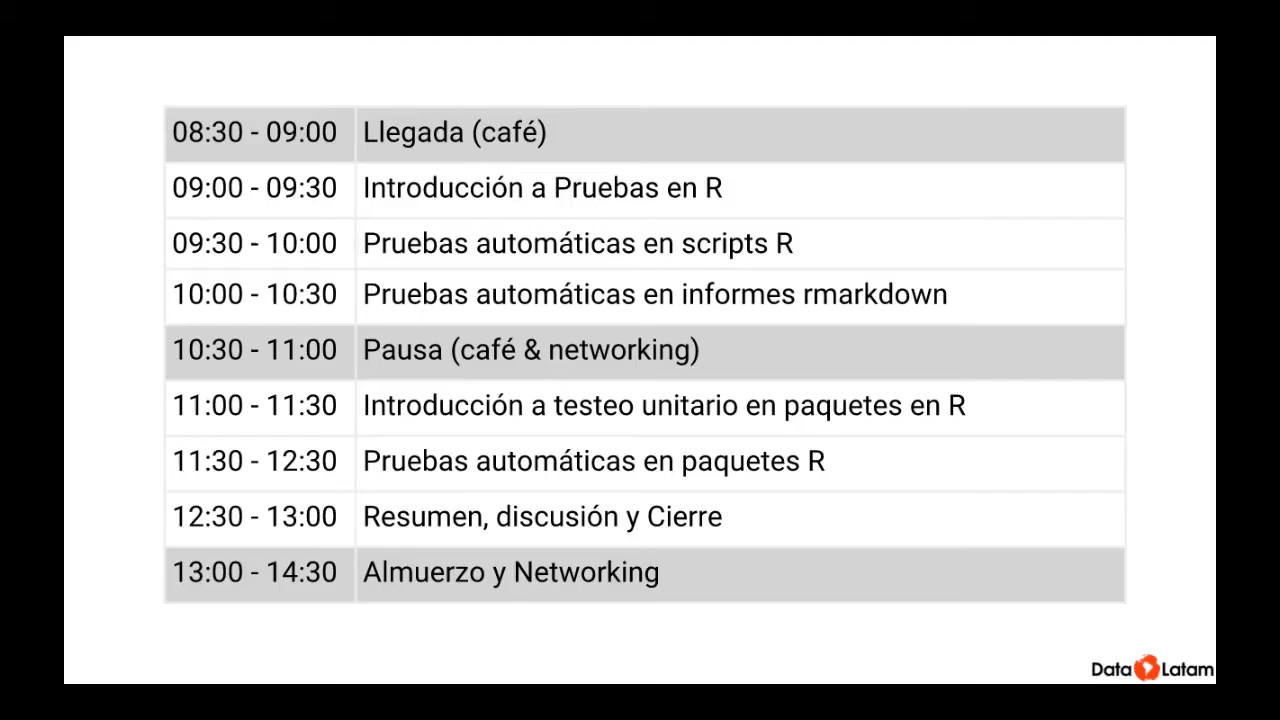 08:30 - 09:00 Llegada (café)
09:00 - 09:30 Introducción a Pruebas en R
09:30 - 10:00 Pruebas automáticas en scripts R
10:00 - 10:30 Pruebas automáticas en informes rmarkdown
10:30 - 11:00 Pausa (café & networking)
11:00 - 11:30 Introducción a testeo unitario en paquetes en R
11:30 - 12:30 Pruebas automáticas en paquetes R
12:30 - 13:00 Resumen, discusión y Cierre
13:00 - 14:30 Almuerzo y Networking
Data Latam